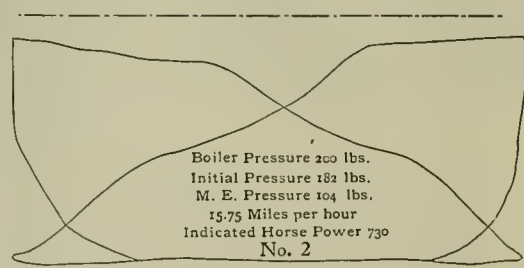 Boiler Pressure 200 lbs.
Initial Pressure 182 lbs.
M. E. Pressure 104 lbs.
15.75 Miles per hour
Indicated Horse Power 730
No. 2